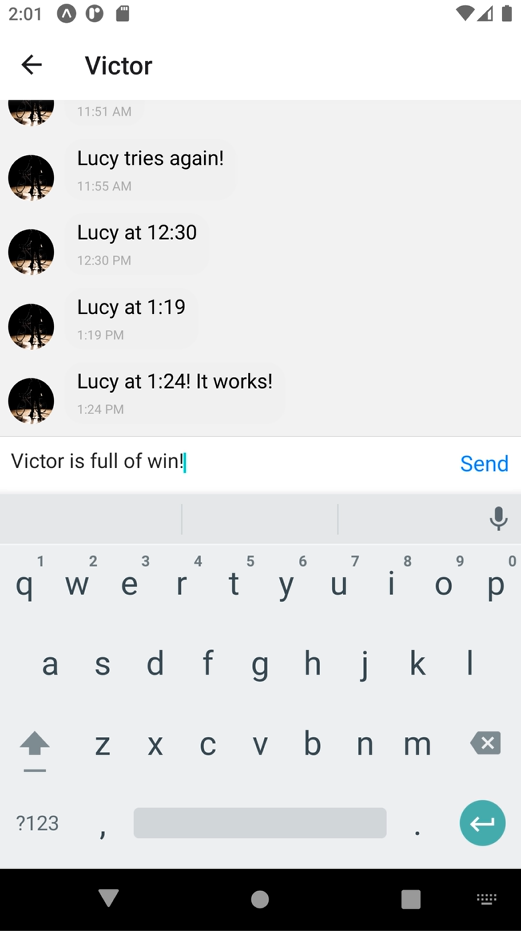 2:01
Victor
11:51 AM
Lucy tries again!
11:55 AM
Lucy at 12:30
12:30 PM
Lucy at 1:19
1:19 PM
Lucy at 1:24! It works!
1:24 PM
Victor is full of win!
Send
1 2 3 4 5 6 7 8 9 0
q w e r t y u i o p
a s d f g h j k l
z x c v b n m
?123 , .